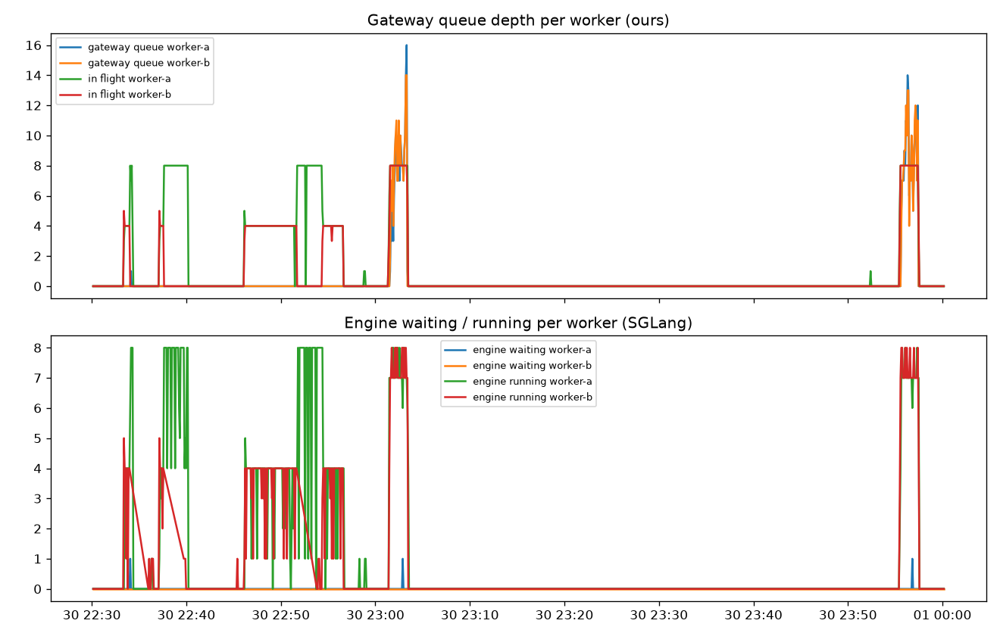 Gateway queue depth per worker (ours)
16
14
12
10
8
6
4
2
0
gateway queue worker-a
gateway queue worker-b
in flight worker-a
in flight worker-b
Engine waiting / running per worker (SGLang)
8
7
6
5
4
3
2
1
0
engine waiting worker-a
engine waiting worker-b
engine running worker-a
engine running worker-b
30 22:30 30 22:40 30 22:50 30 23:00 30 23:10 30 23:20 30 23:30 30 23:40 30 23:50 01 00:00